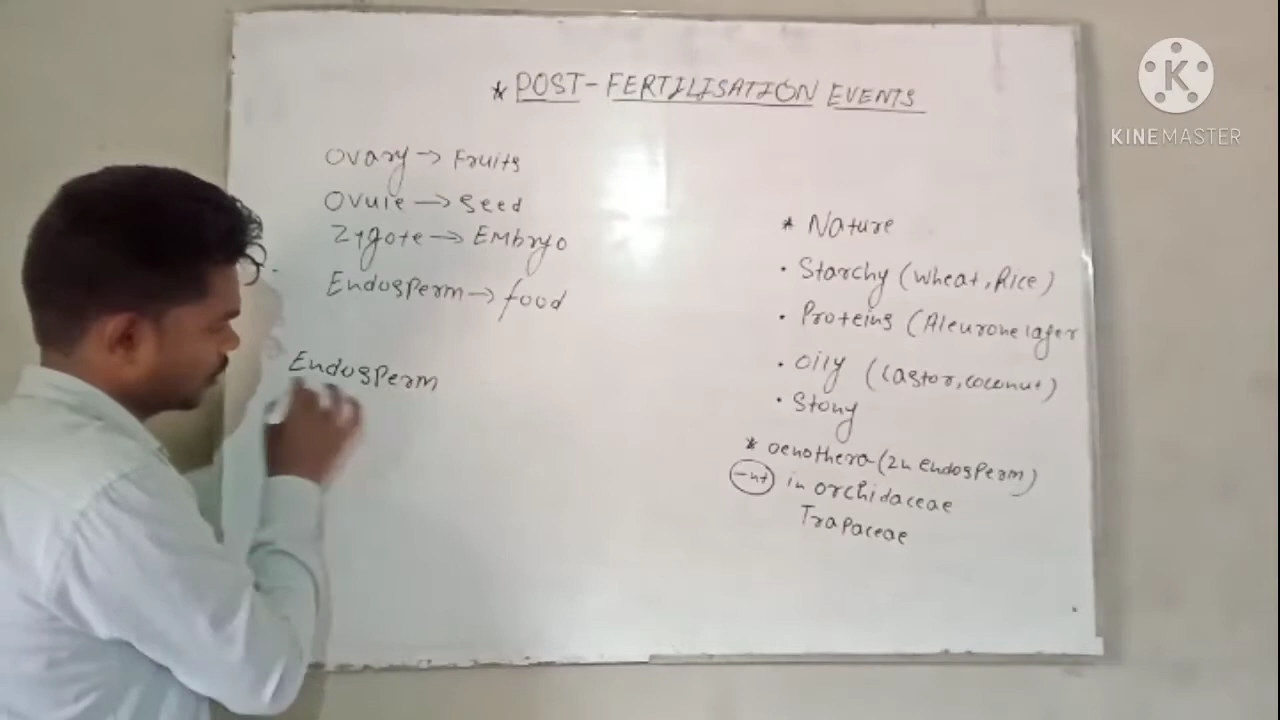 * POST-FERTILISATION EVENTS
Ovary → Fruits
Ovule → Seed
Zygote → Embryo
Endosperm → food
Endosperm
* Nature
• Starchy (Wheat, Rice)
• Proteins (Aleurone layer
• Oily (Castor, Coconut)
• Stony
* Oenothera (2n Endosperm)
-nt in orchidaceae
Trapaceae
K
KINEMASTER